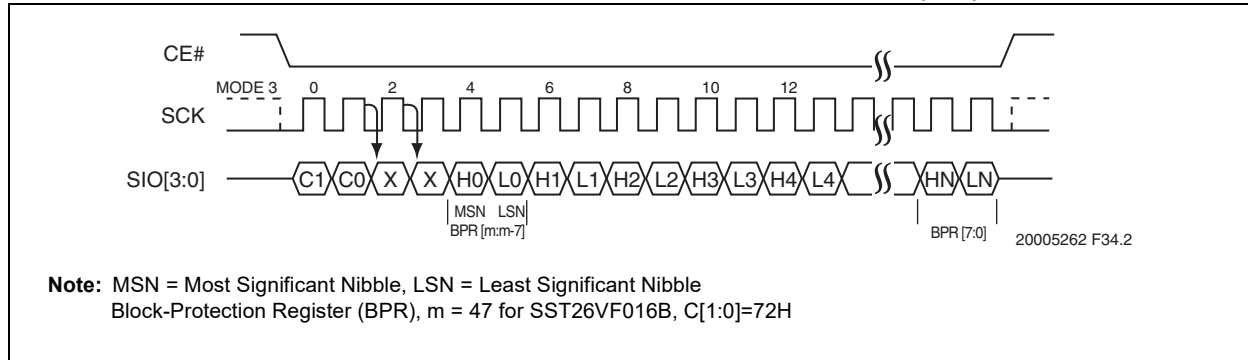 CE#
MODE 3 0 2 4 6 8 10 12
SCK
SIO[3:0] C1 C0 X X H0 L0 H1 L1 H2 L2 H3 L3 H4 L4 HN LN
MSN LSN
BPR [m:m-7]
BPR [7:0]
20005262 F34.2
Note: MSN = Most Significant Nibble, LSN = Least Significant Nibble
Block-Protection Register (BPR), m = 47 for SST26VF016B, C[1:0]=72H